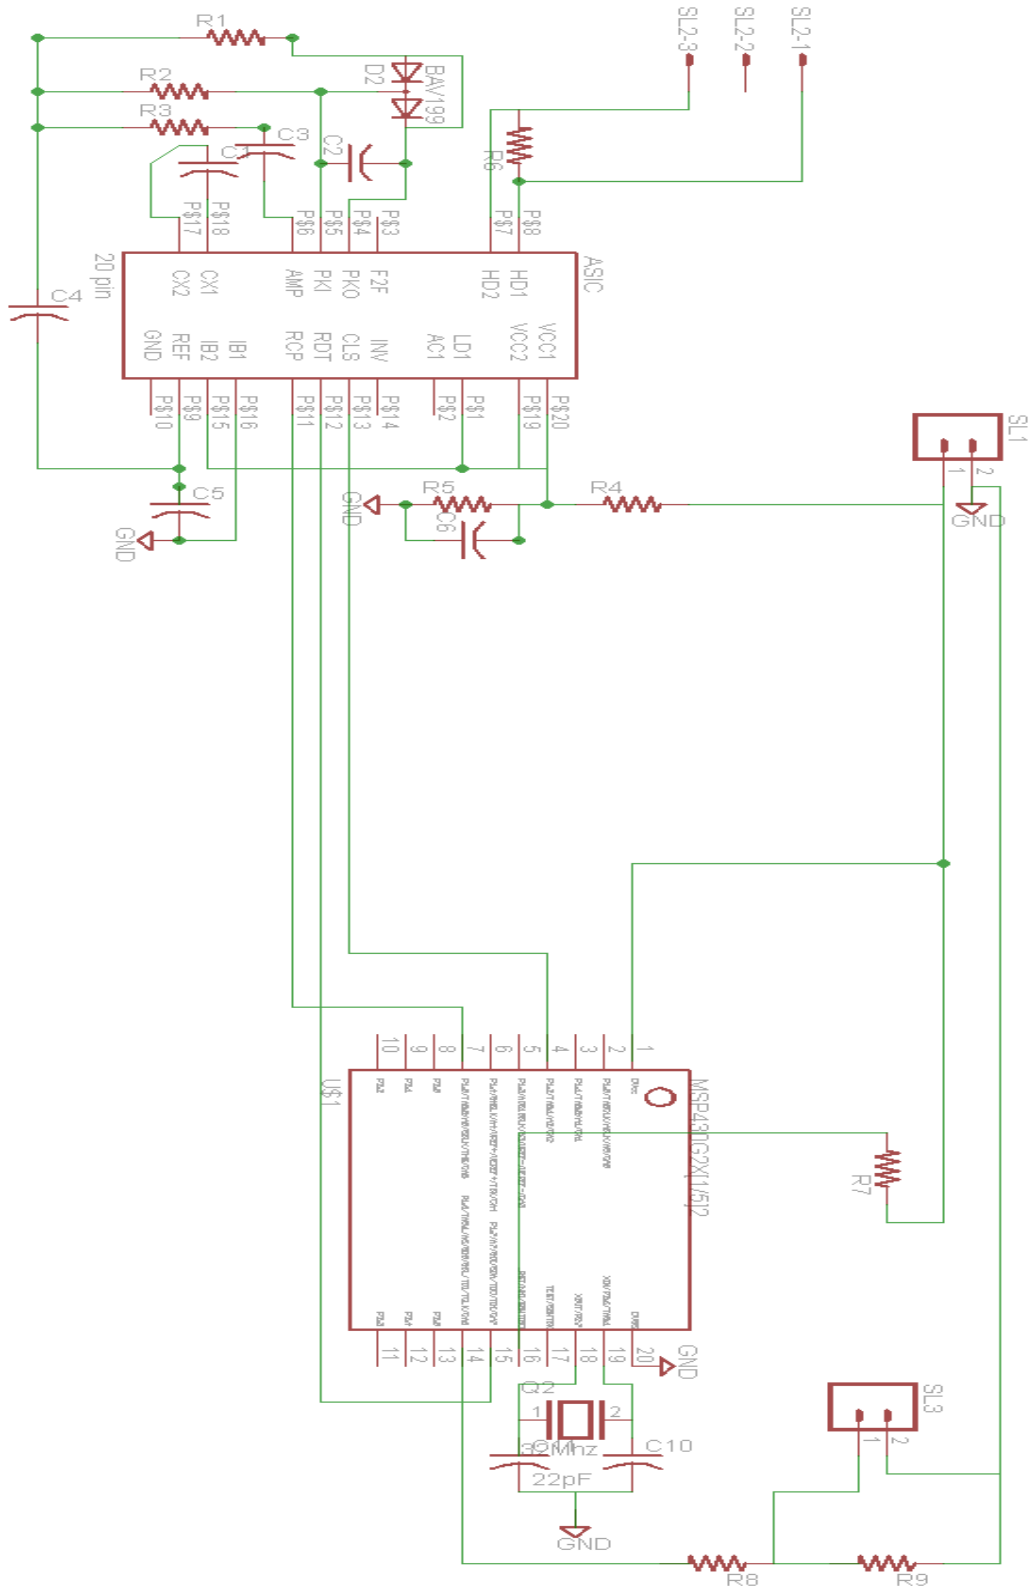 R1
SL2-3
SL2-2
SL2-1
R2
D2
BAV199
R3
C3
C2
C1
R6
P$17
P$18
P$6
P$5
P$4
P$3
P$7
P$8
20 pin
CX2
CX1
AMP
PKI
PKO
F2F
HD2
HD1
ASIC
C4
GND
REF
IB2
IB1
RCP
RDT
CLS
INV
AC1
LD1
VCC2
VCC1
P$10
P$9
P$15
P$16
P$11
P$12
P$13
P$14
P$2
P$1
P$19
P$20
SL1
1
2
C5
GND
GND
R5
C6
R4
GND
10
9
8
7
6
5
4
3
2
1
U$1
MSP430G2X(1/5)2
R7
11
12
13
14
15
16
17
18
19
20
GND
Q2
1
2
32Mhz
C10
22pF
GND
SL3
1
2
R8
R9